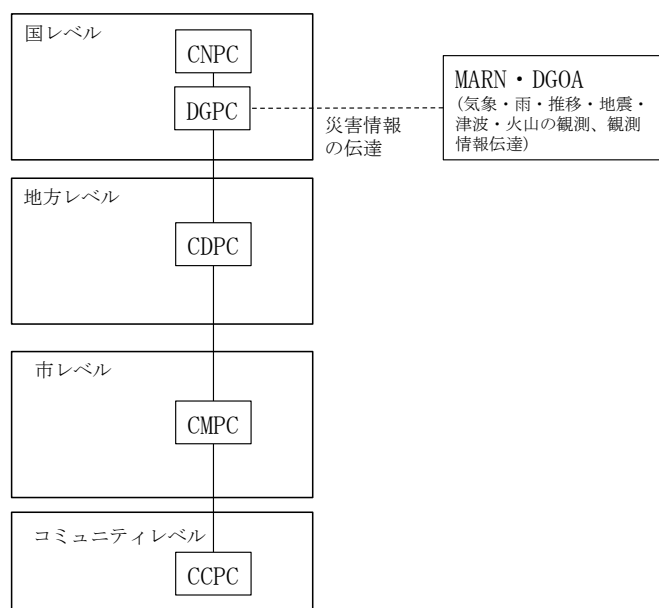 国レベル
CNPC
DGPC
災害情報
の伝達
MARN・DGOA
(気象・雨・推移・地震・
津波・火山の観測、観測
情報伝達)
地方レベル
CDPC
市レベル
CMPC
コミュニティレベル
CCPC